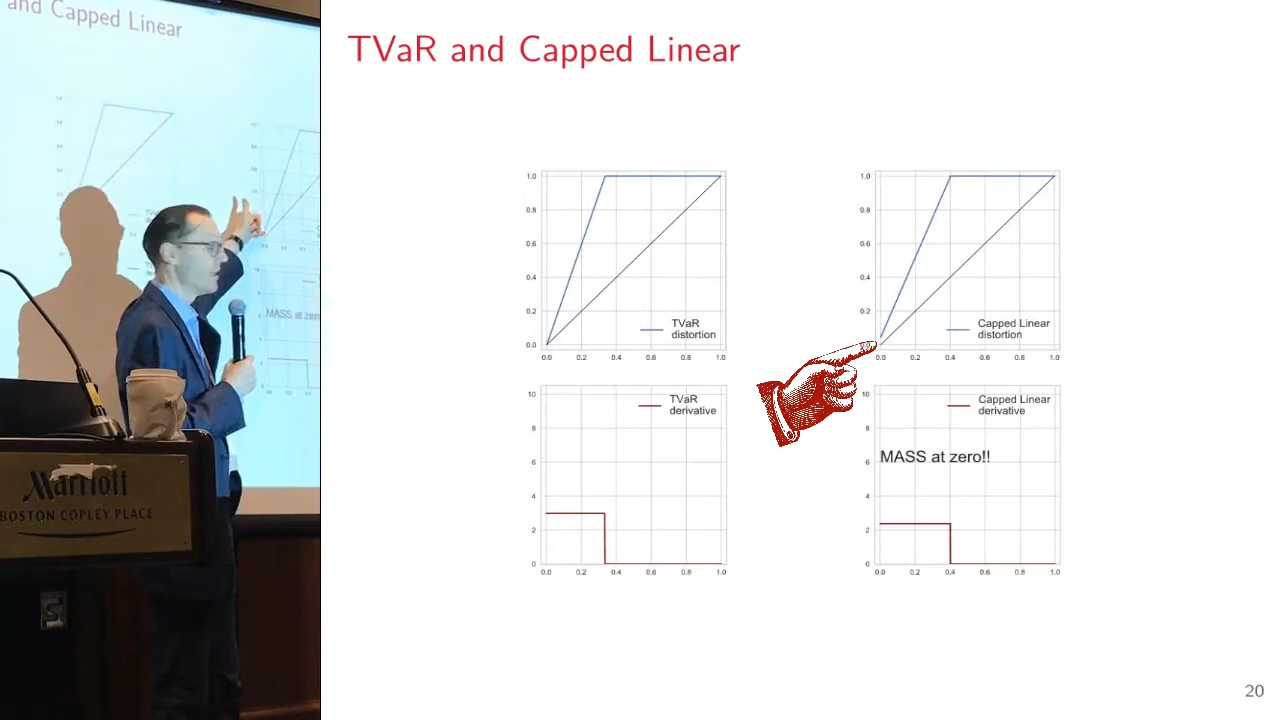 and Capped Linear
MASS at zero
Marriott
BOSTON COPLEY PLACE
TVaR and Capped Linear
1.0
0.8
0.6
0.4
0.2
0.0
0.0 0.2 0.4 0.6 0.8 1.0
TVaR
distortion
1.0
0.8
0.6
0.4
0.2
0.0
0.0 0.2 0.4 0.6 0.8 1.0
Capped Linear
distortion
10
8
6
4
2
0
0.0 0.2 0.4 0.6 0.8 1.0
TVaR
derivative
10
8
6
4
2
0
0.0 0.2 0.4 0.6 0.8 1.0
Capped Linear
derivative
MASS at zero!!
20